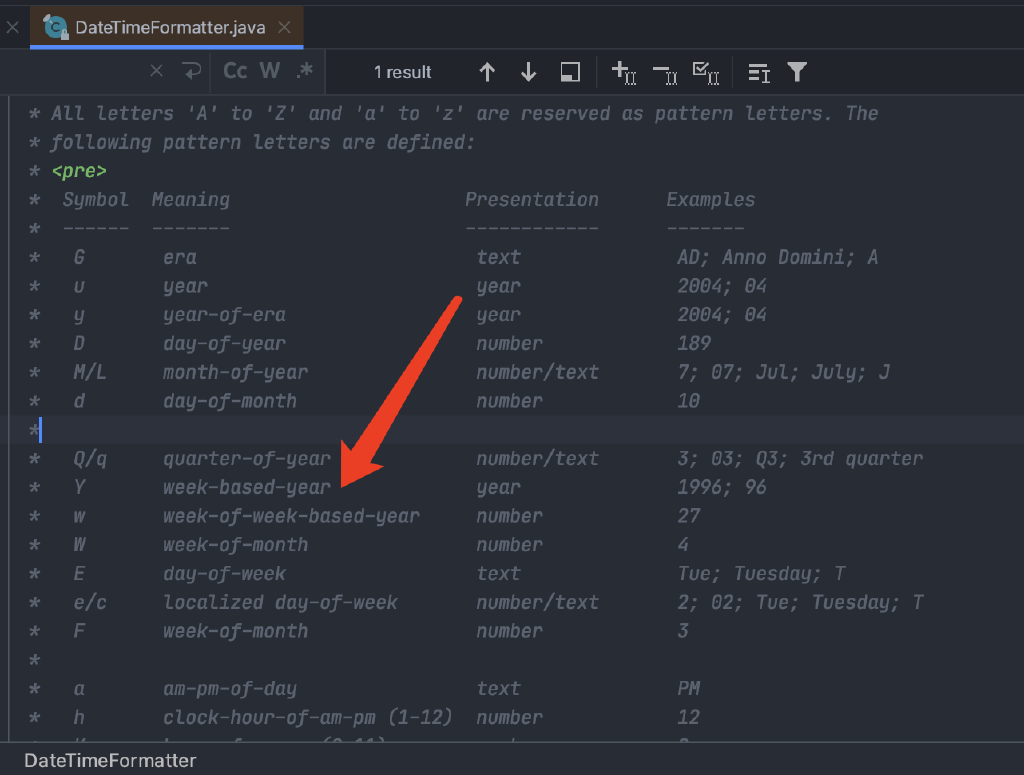 DateTimeFormatter.java
Cc W .* 1 result
* All letters 'A' to 'Z' and 'a' to 'z' are reserved as pattern letters. The
* following pattern letters are defined:
* <pre>
* Symbol Meaning Presentation Examples
* ------ ------- ------------ -------
* G era text AD; Anno Domini; A
* u year year 2004; 04
* y year-of-era year 2004; 04
* D day-of-year number 189
* M/L month-of-year number/text 7; 07; Jul; July; J
* d day-of-month number 10
*
* Q/q quarter-of-year number/text 3; 03; Q3; 3rd quarter
* Y week-based-year year 1996; 96
* w week-of-week-based-year number 27
* W week-of-month number 4
* E day-of-week text Tue; Tuesday; T
* e/c localized day-of-week number/text 2; 02; Tue; Tuesday; T
* F week-of-month number 3
*
* a am-pm-of-day text PM
* h clock-hour-of-am-pm (1-12) number 12
DateTimeFormatter